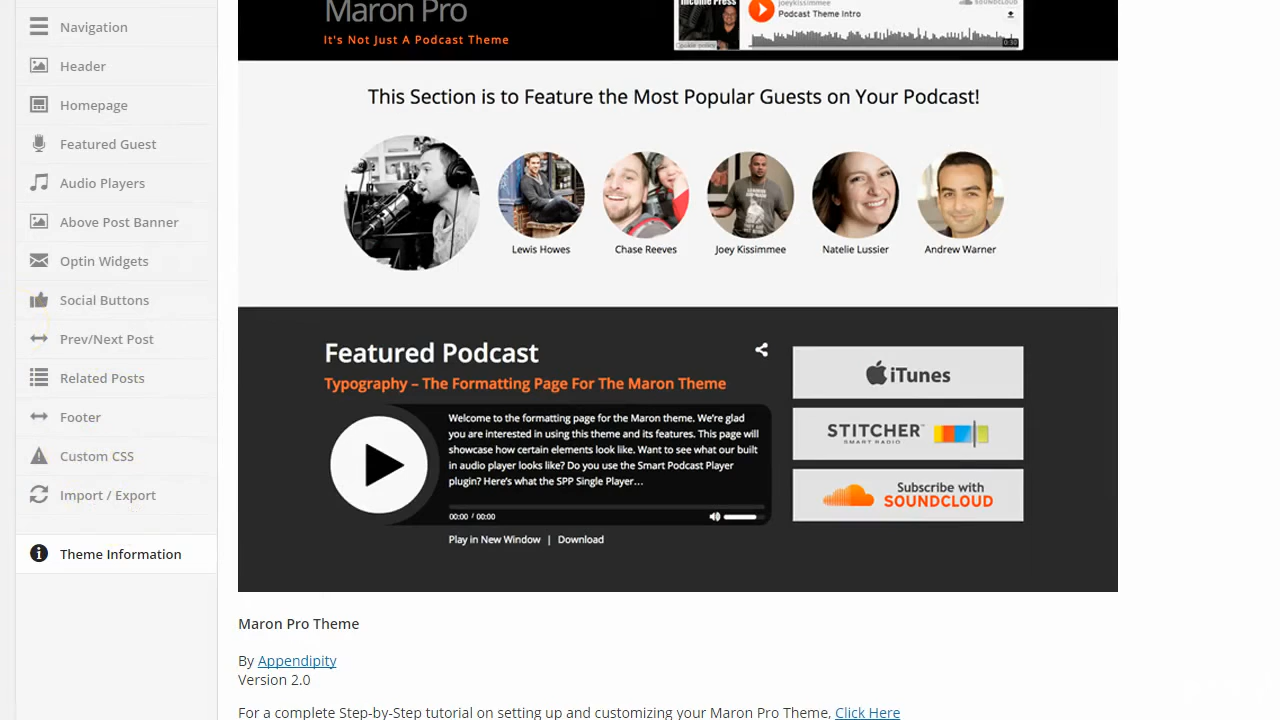 Navigation
Header
Homepage
Featured Guest
Audio Players
Above Post Banner
Optin Widgets
Social Buttons
Prev/Next Post
Related Posts
Footer
Custom CSS
Import / Export
Theme Information
Maron Pro
It's Not Just A Podcast Theme
joeykissimmee
Podcast Theme Intro
SOUNDCLOUD
Cookie policy
0:30
This Section is to Feature the Most Popular Guests on Your Podcast!
Lewis Howes
Chase Reeves
Joey Kissimmee
Natelie Lussier
Andrew Warner
Featured Podcast
Typography – The Formatting Page For The Maron Theme
Welcome to the formatting page for the Maron theme. We're glad
you are interested in using this theme and its features. This page will
showcase how certain elements look like. Want to see what our built
in audio player looks like? Do you use the Smart Podcast Player
plugin? Here's what the SPP Single Player...
00:00 / 00:00
Play in New Window | Download
iTunes
STITCHER
SMART RADIO
Subscribe with
SOUNDCLOUD
Maron Pro Theme
By Appendipity
Version 2.0
For a complete Step-by-Step tutorial on setting up and customizing your Maron Pro Theme, Click Here